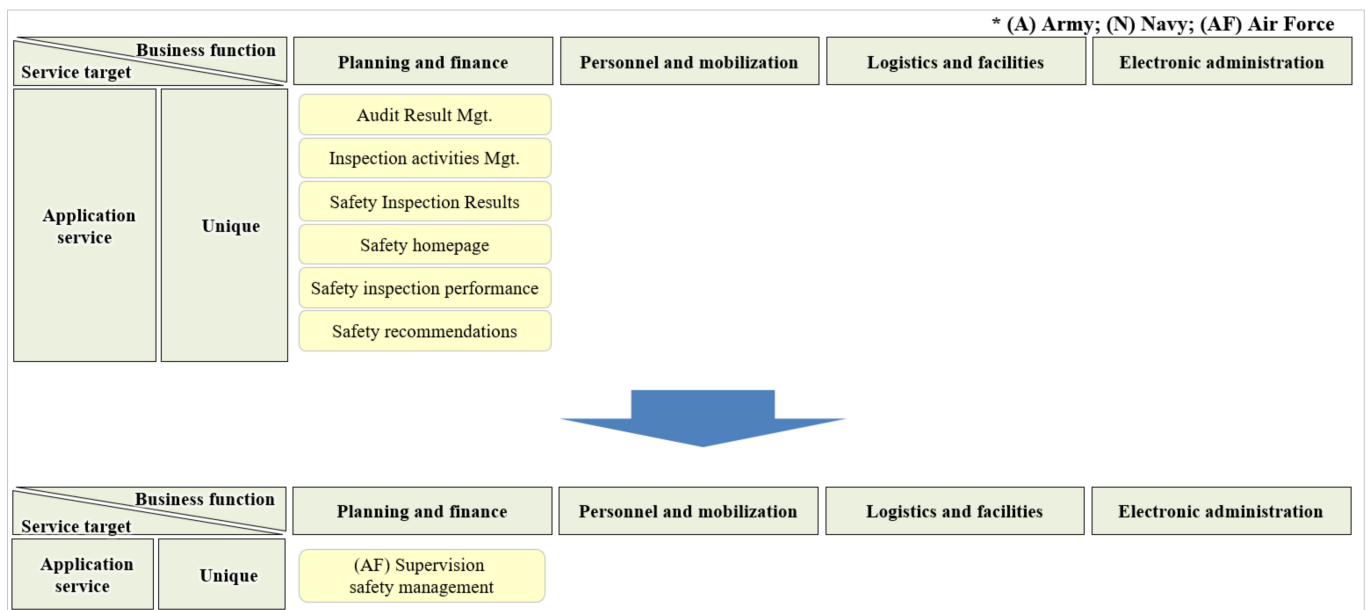 * (A) Army; (N) Navy; (AF) Air Force
Business function
Service target
Planning and finance
Personnel and mobilization
Logistics and facilities
Electronic administration
Application
service
Unique
Audit Result Mgt.
Inspection activities Mgt.
Safety Inspection Results
Safety homepage
Safety inspection performance
Safety recommendations
Business function
Service target
Planning and finance
Personnel and mobilization
Logistics and facilities
Electronic administration
Application
service
Unique
(AF) Supervision
safety management